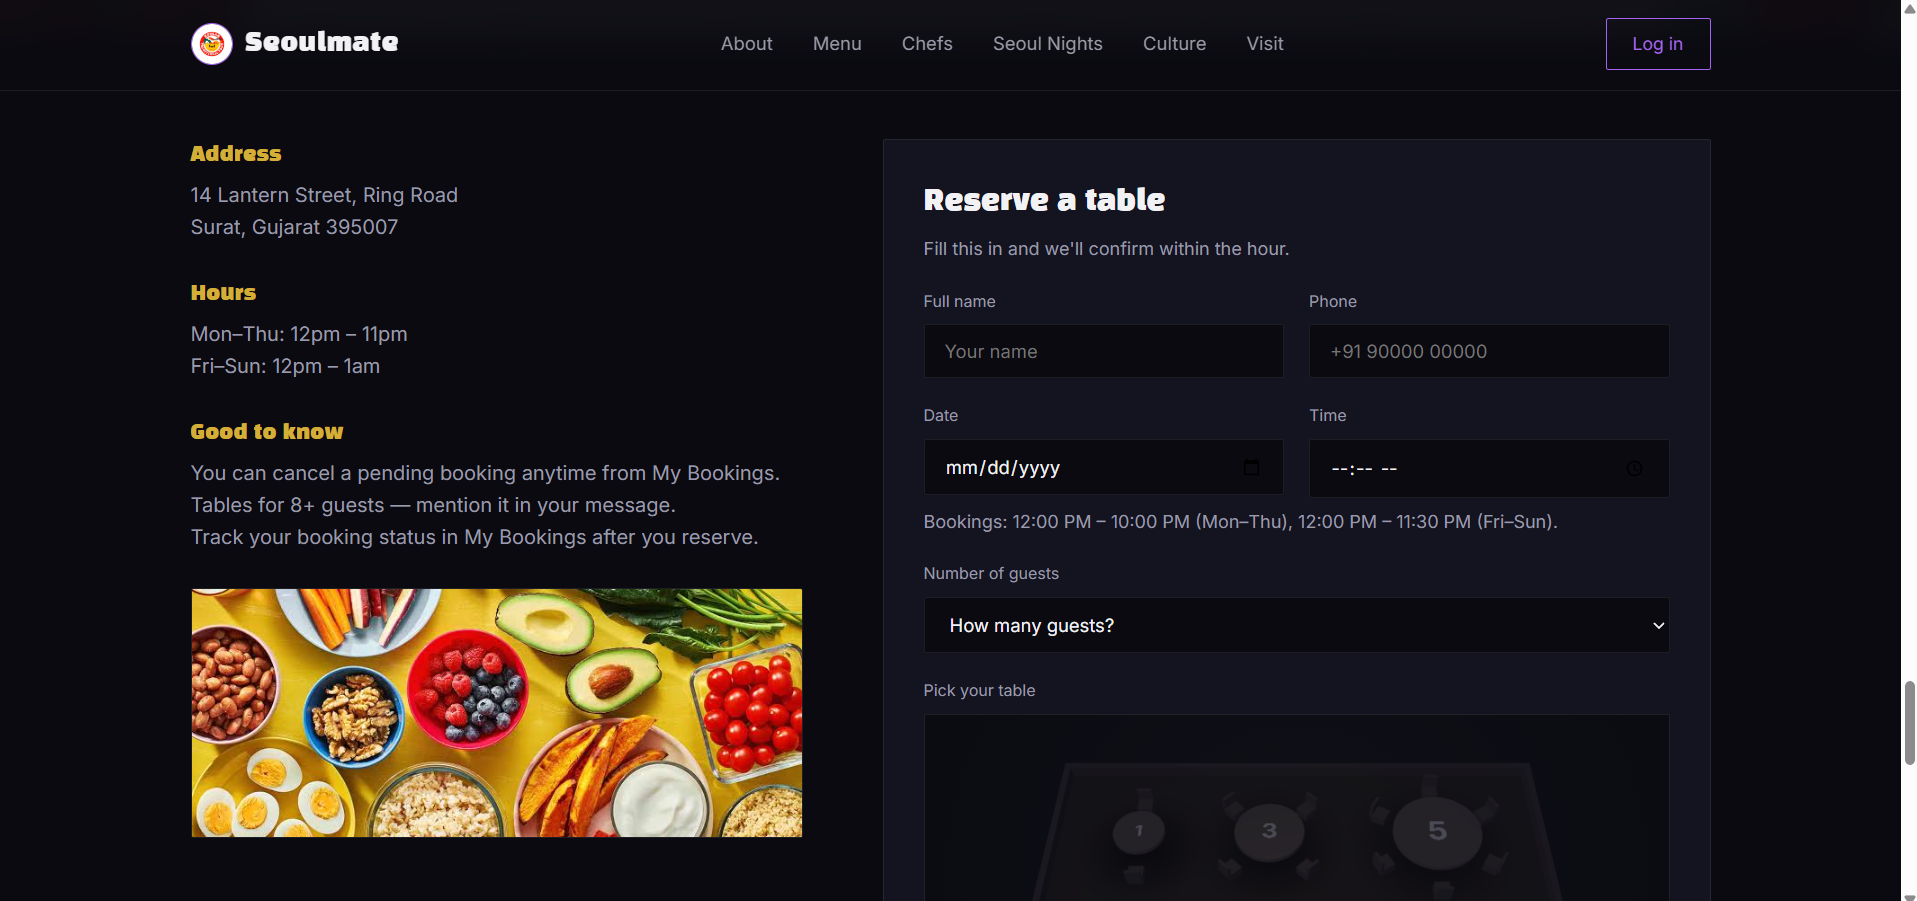 Seoulmate
About
Menu
Chefs
Seoul Nights
Culture
Visit
Log in
Address
14 Lantern Street, Ring Road
Surat, Gujarat 395007
Hours
Mon–Thu: 12pm – 11pm
Fri–Sun: 12pm – 1am
Good to know
You can cancel a pending booking anytime from My Bookings.
Tables for 8+ guests — mention it in your message.
Track your booking status in My Bookings after you reserve.
Reserve a table
Fill this in and we'll confirm within the hour.
Full name
Phone
Your name
+91 90000 00000
Date
Time
mm/dd/yyyy
--:-- --
Bookings: 12:00 PM – 10:00 PM (Mon–Thu), 12:00 PM – 11:30 PM (Fri–Sun).
Number of guests
How many guests?
Pick your table
1
3
5